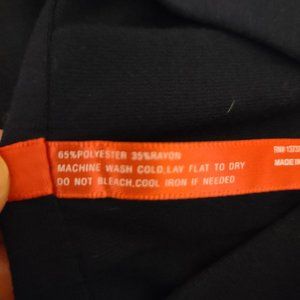 65%POLYESTER 35%RAYON
MACHINE WASH COLD,LAY FLAT TO DRY
DO NOT BLEACH,COOL IRON IF NEEDED
MADE IN